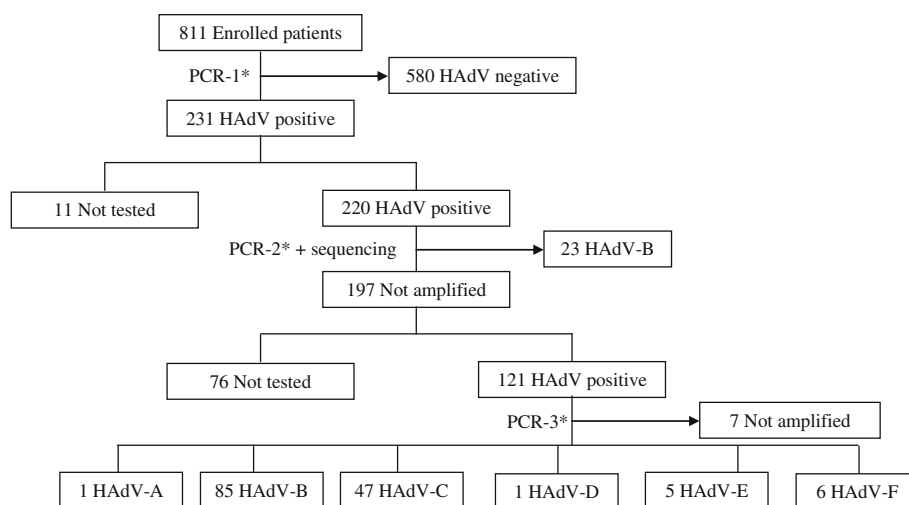 811 Enrolled patients
PCR-1*
580 HAdV negative
231 HAdV positive
11 Not tested
220 HAdV positive
PCR-2* + sequencing
23 HAdV-B
197 Not amplified
76 Not tested
121 HAdV positive
PCR-3*
7 Not amplified
1 HAdV-A
85 HAdV-B
47 HAdV-C
1 HAdV-D
5 HAdV-E
6 HAdV-F